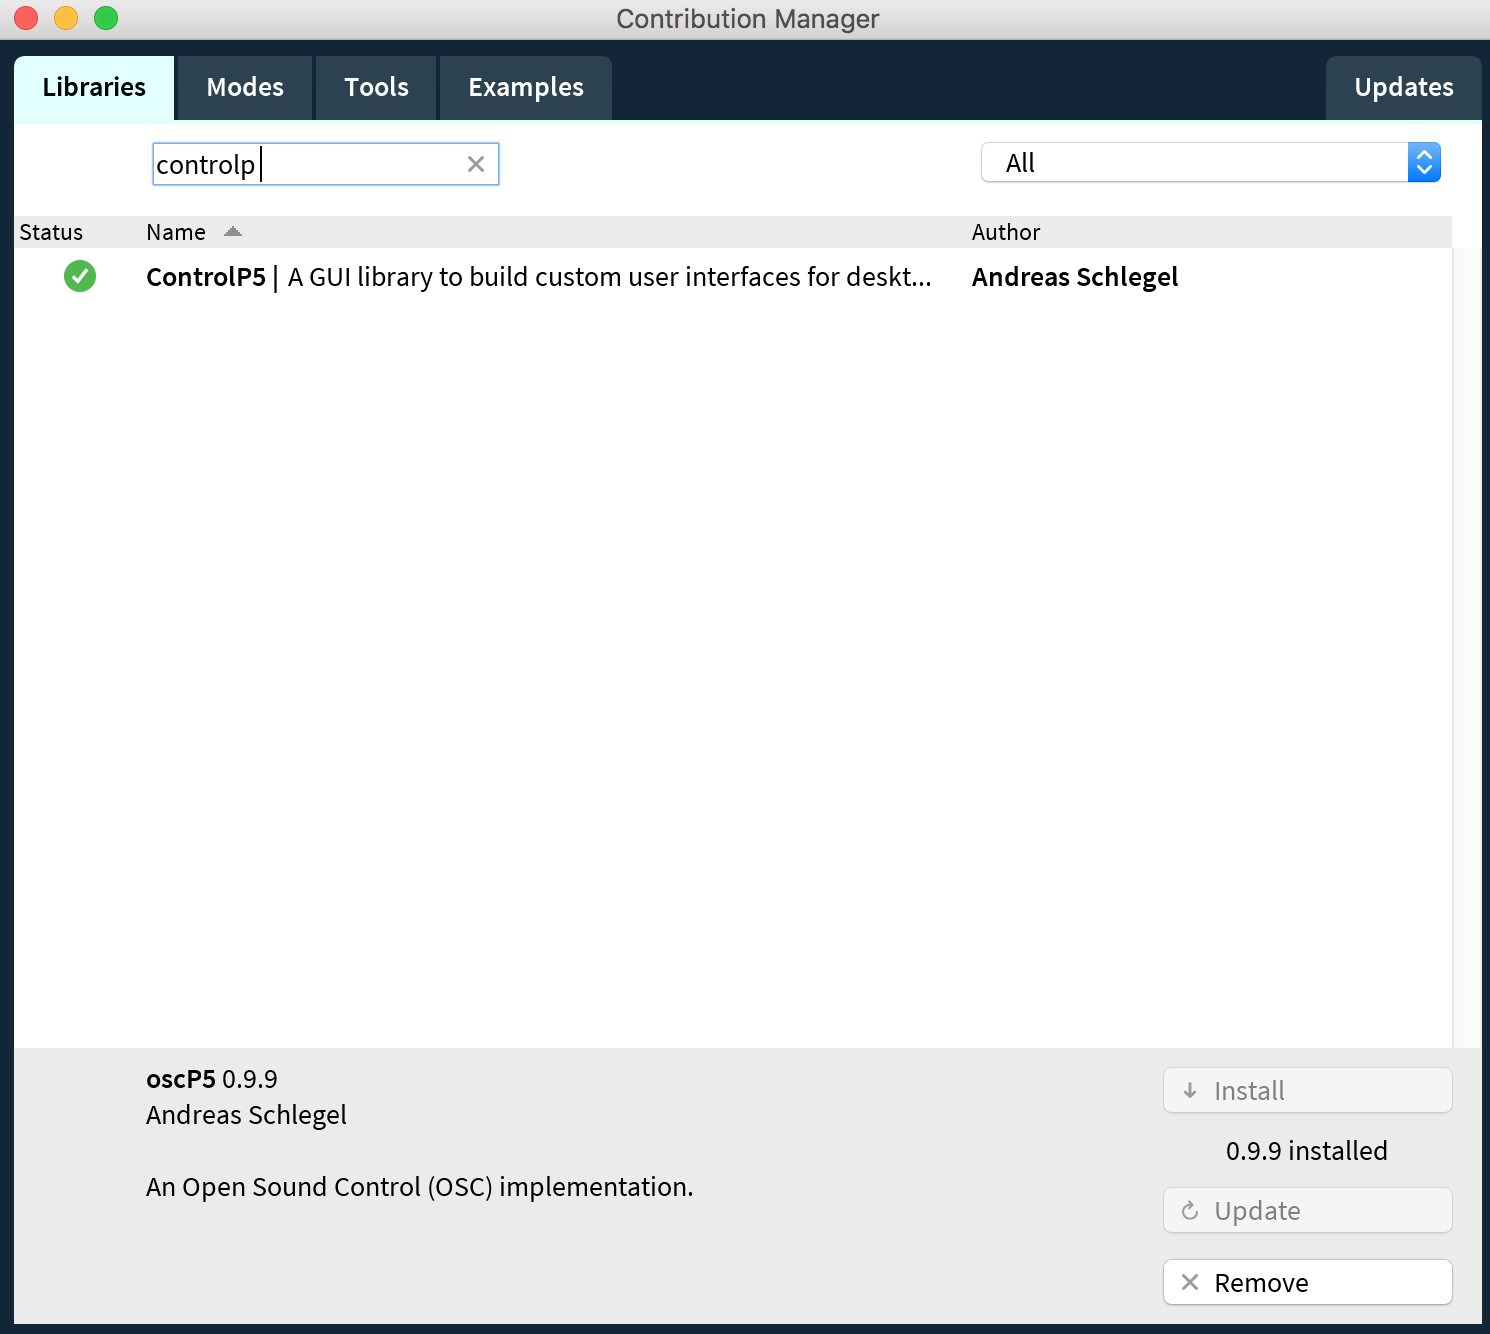 Contribution Manager
Libraries Modes Tools Examples Updates
controlp All
Status Name Author
ControlP5 | A GUI library to build custom user interfaces for deskt... Andreas Schlegel
oscP5 0.9.9
Andreas Schlegel
An Open Sound Control (OSC) implementation.
Install
0.9.9 installed
Update
Remove